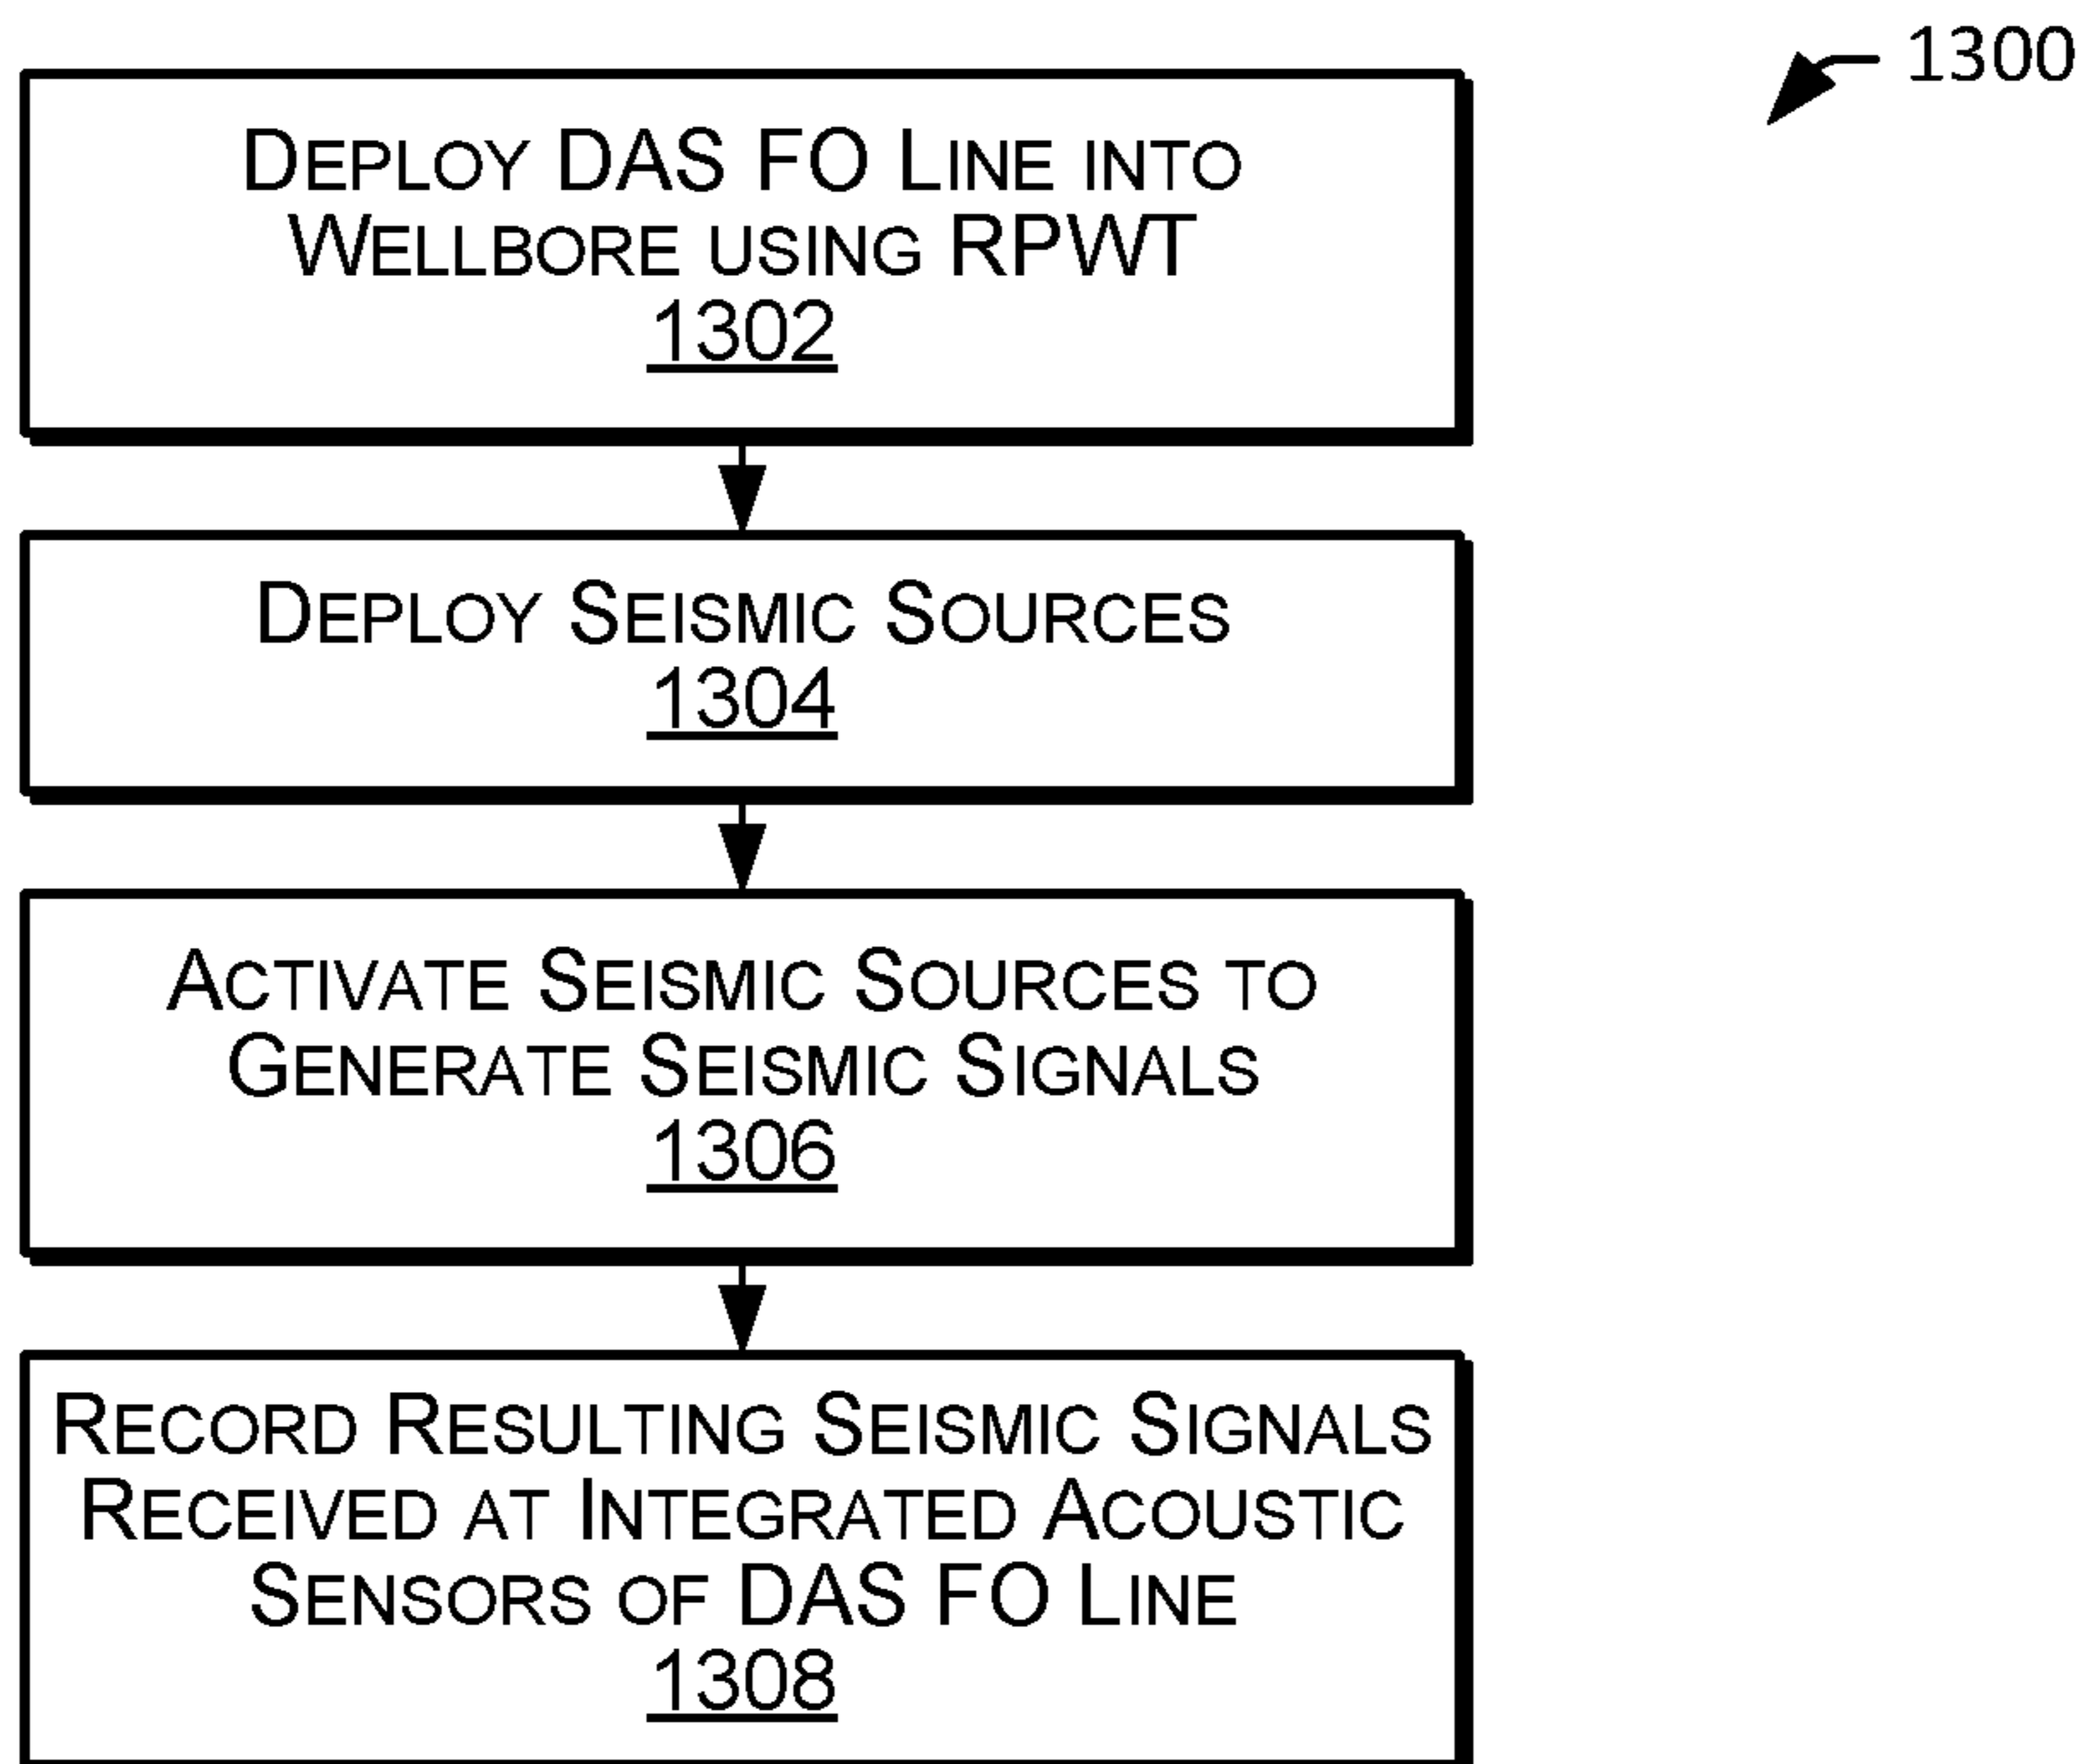 1300
DEPLOY DAS FO LINE INTO
WELLBORE USING RPWT
1302
DEPLOY SEISMIC SOURCES
1304
ACTIVATE SEISMIC SOURCES TO
GENERATE SEISMIC SIGNALS
1306
RECORD RESULTING SEISMIC SIGNALS
RECEIVED AT INTEGRATED ACOUSTIC
SENSORS OF DAS FO LINE
1308